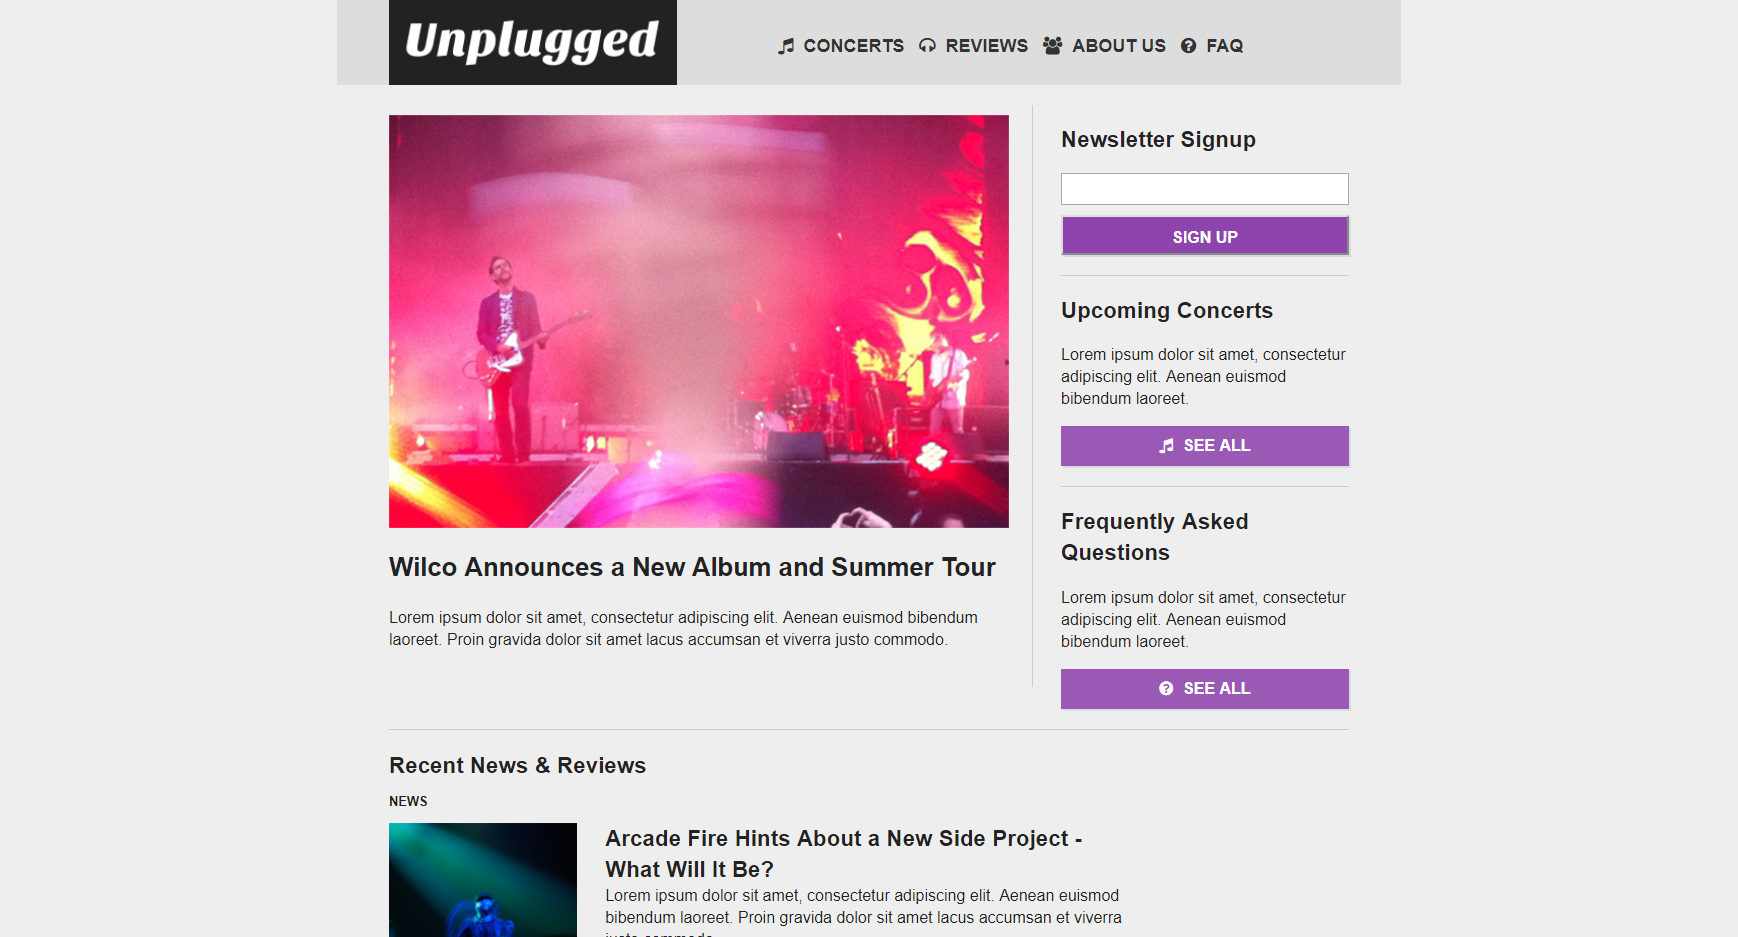 Unplugged
CONCERTS REVIEWS ABOUT US FAQ
Wilco Announces a New Album and Summer Tour
Lorem ipsum dolor sit amet, consectetur adipiscing elit. Aenean euismod bibendum
laoreet. Proin gravida dolor sit amet lacus accumsan et viverra justo commodo.
Newsletter Signup
SIGN UP
Upcoming Concerts
Lorem ipsum dolor sit amet, consectetur
adipiscing elit. Aenean euismod
bibendum laoreet.
SEE ALL
Frequently Asked
Questions
Lorem ipsum dolor sit amet, consectetur
adipiscing elit. Aenean euismod
bibendum laoreet.
SEE ALL
Recent News & Reviews
NEWS
Arcade Fire Hints About a New Side Project -
What Will It Be?
Lorem ipsum dolor sit amet, consectetur adipiscing elit. Aenean euismod
bibendum laoreet. Proin gravida dolor sit amet lacus accumsan et viverra